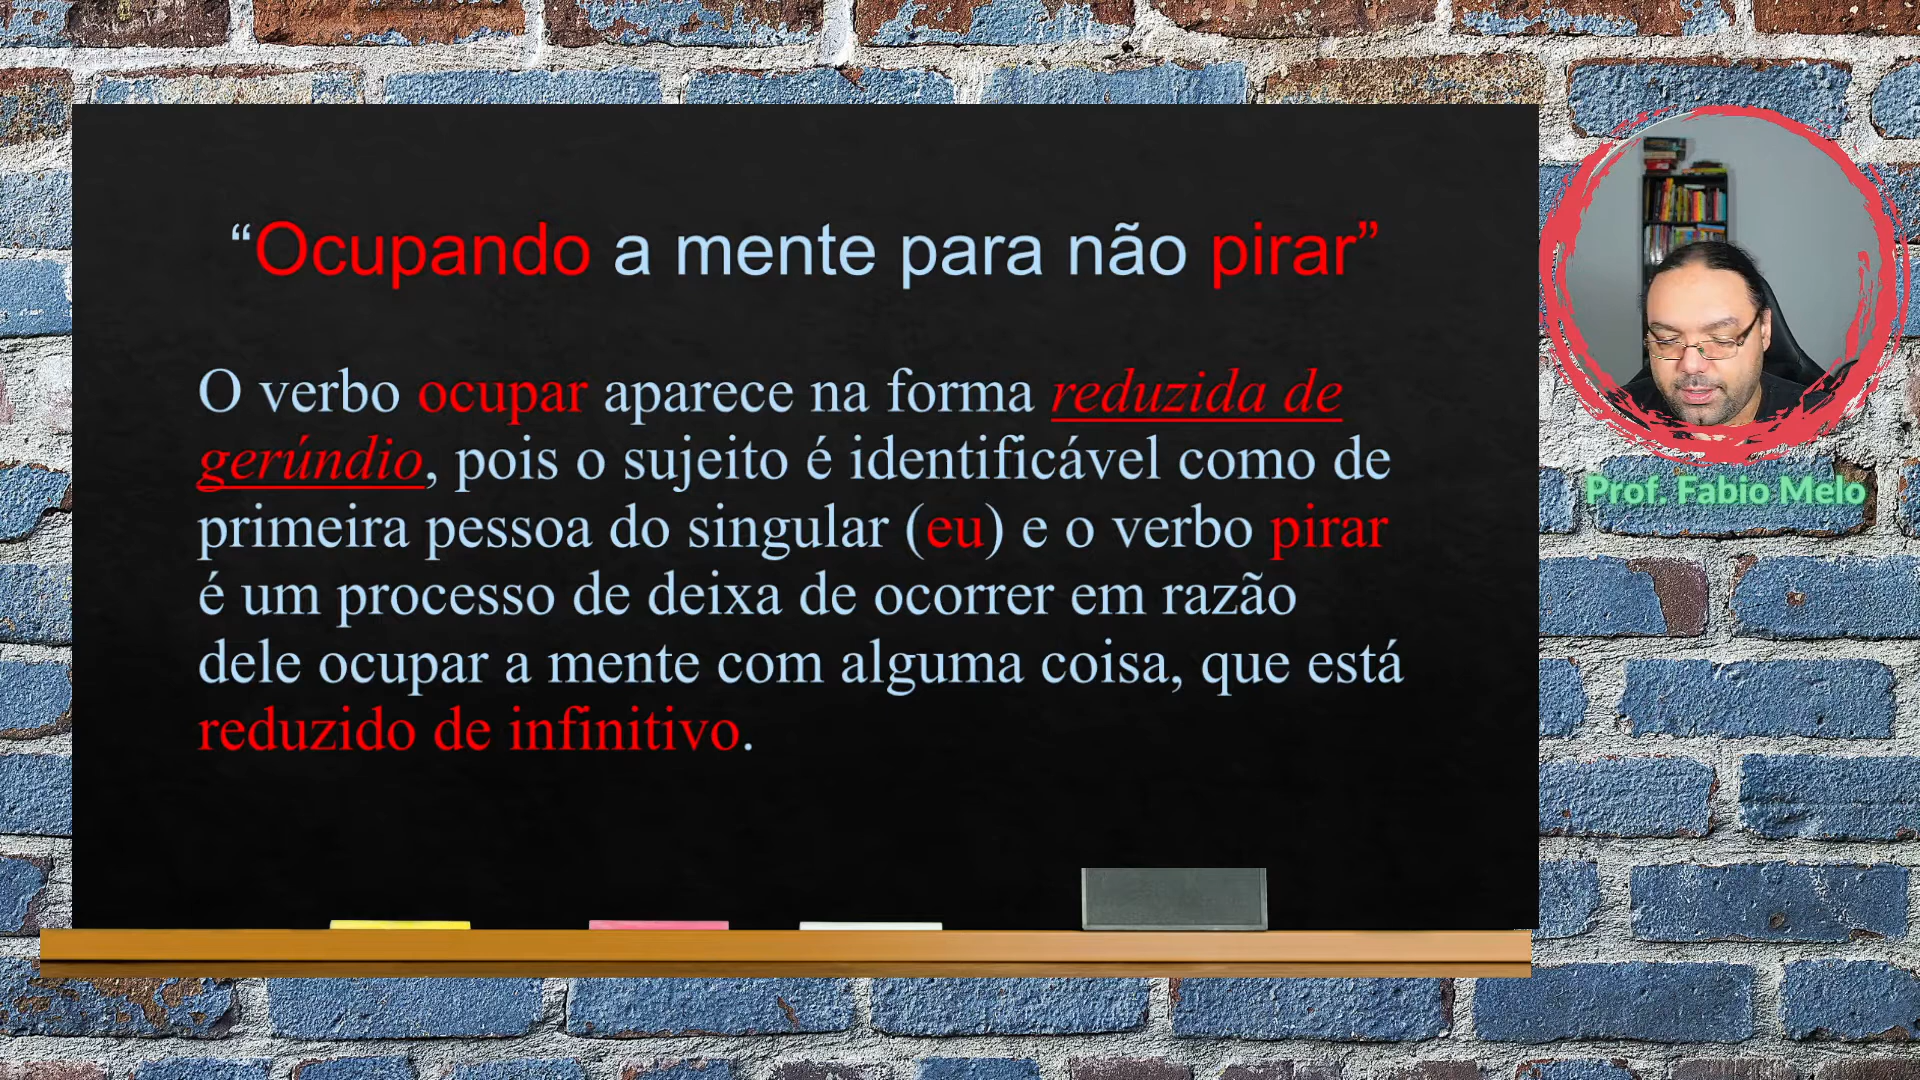 “Ocupando a mente para não pirar”
O verbo ocupar aparece na forma reduzida de
gerúndio, pois o sujeito é identificável como de
primeira pessoa do singular (eu) e o verbo pirar
é um processo de deixa de ocorrer em razão
dele ocupar a mente com alguma coisa, que está
reduzido de infinitivo.
Prof. Fabio Melo